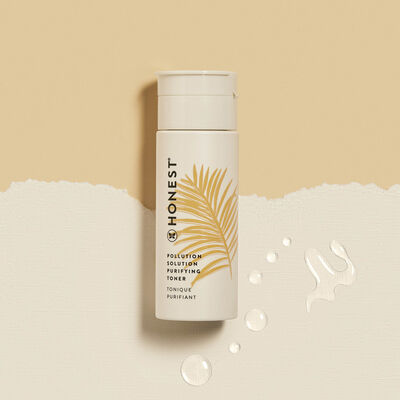 HONEST
POLLUTION
SOLUTION
PURIFYING
TONER
TONIQUE
PURIFIANT